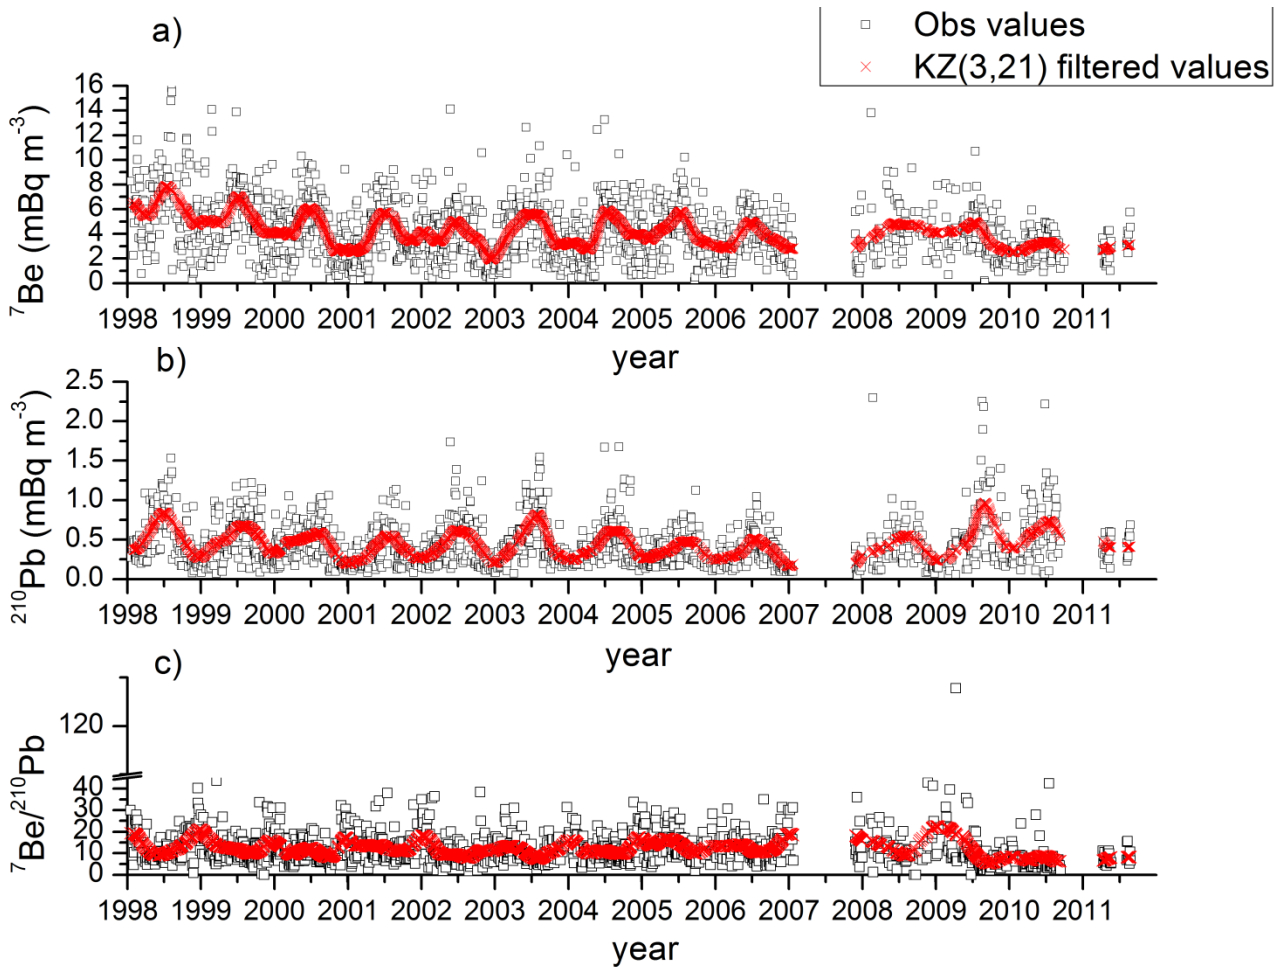 a)
Obs values
KZ(3,21) filtered values
⁷Be (mBq m⁻³)
16
14
12
10
8
6
4
2
0
1998 1999 2000 2001 2002 2003 2004 2005 2006 2007 2008 2009 2010 2011
year
b)
²¹⁰Pb (mBq m⁻³)
2.5
2.0
1.5
1.0
0.5
0.0
1998 1999 2000 2001 2002 2003 2004 2005 2006 2007 2008 2009 2010 2011
year
c)
⁷Be/²¹⁰Pb
120
40
30
20
10
0
1998 1999 2000 2001 2002 2003 2004 2005 2006 2007 2008 2009 2010 2011
year